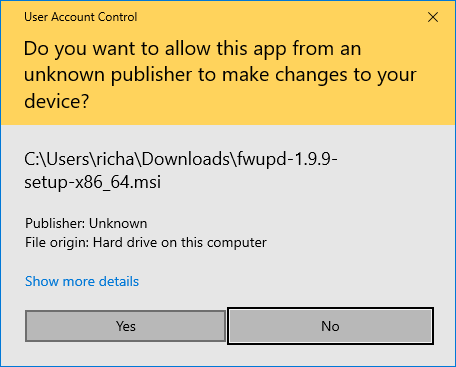 User Account Control
Do you want to allow this app from an
unknown publisher to make changes to your
device?
C:\Users\richa\Downloads\fwupd-1.9.9-
setup-x86_64.msi
Publisher: Unknown
File origin: Hard drive on this computer
Show more details
Yes
No